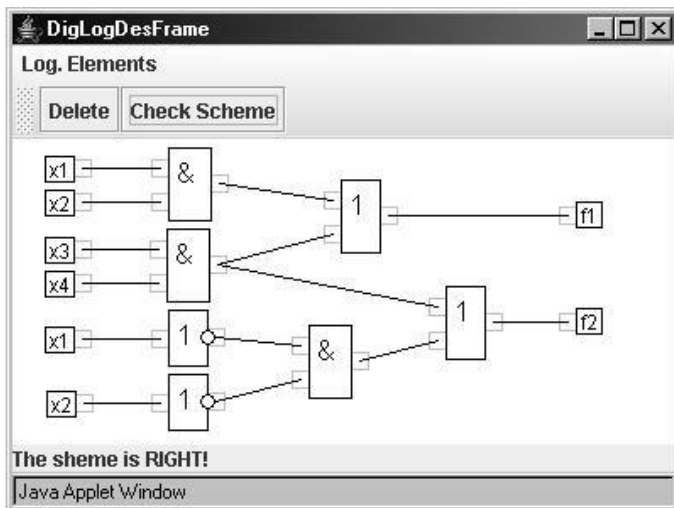 DigLogDesFrame
Log. Elements
Delete Check Scheme
x1
&
x2
1
f1
x3
&
x4
1
f2
x1
1
&
x2
1
The sheme is RIGHT!
Java Applet Window